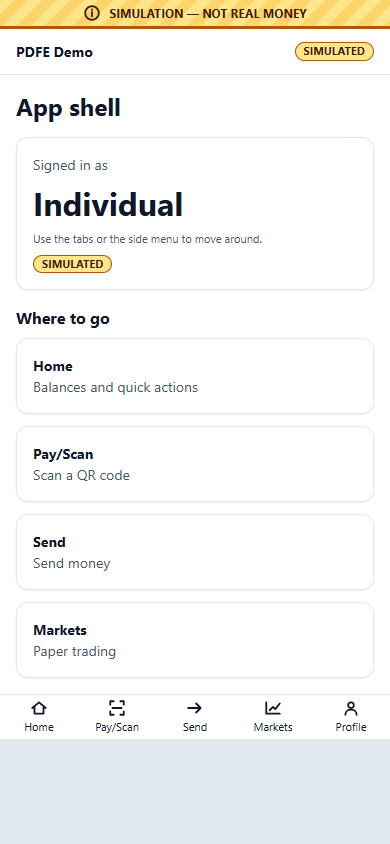 SIMULATION — NOT REAL MONEY
PDFE Demo
SIMULATED
App shell
Signed in as
Individual
Use the tabs or the side menu to move around.
SIMULATED
Where to go
Home
Balances and quick actions
Pay/Scan
Scan a QR code
Send
Send money
Markets
Paper trading
Home
Pay/Scan
Send
Markets
Profile